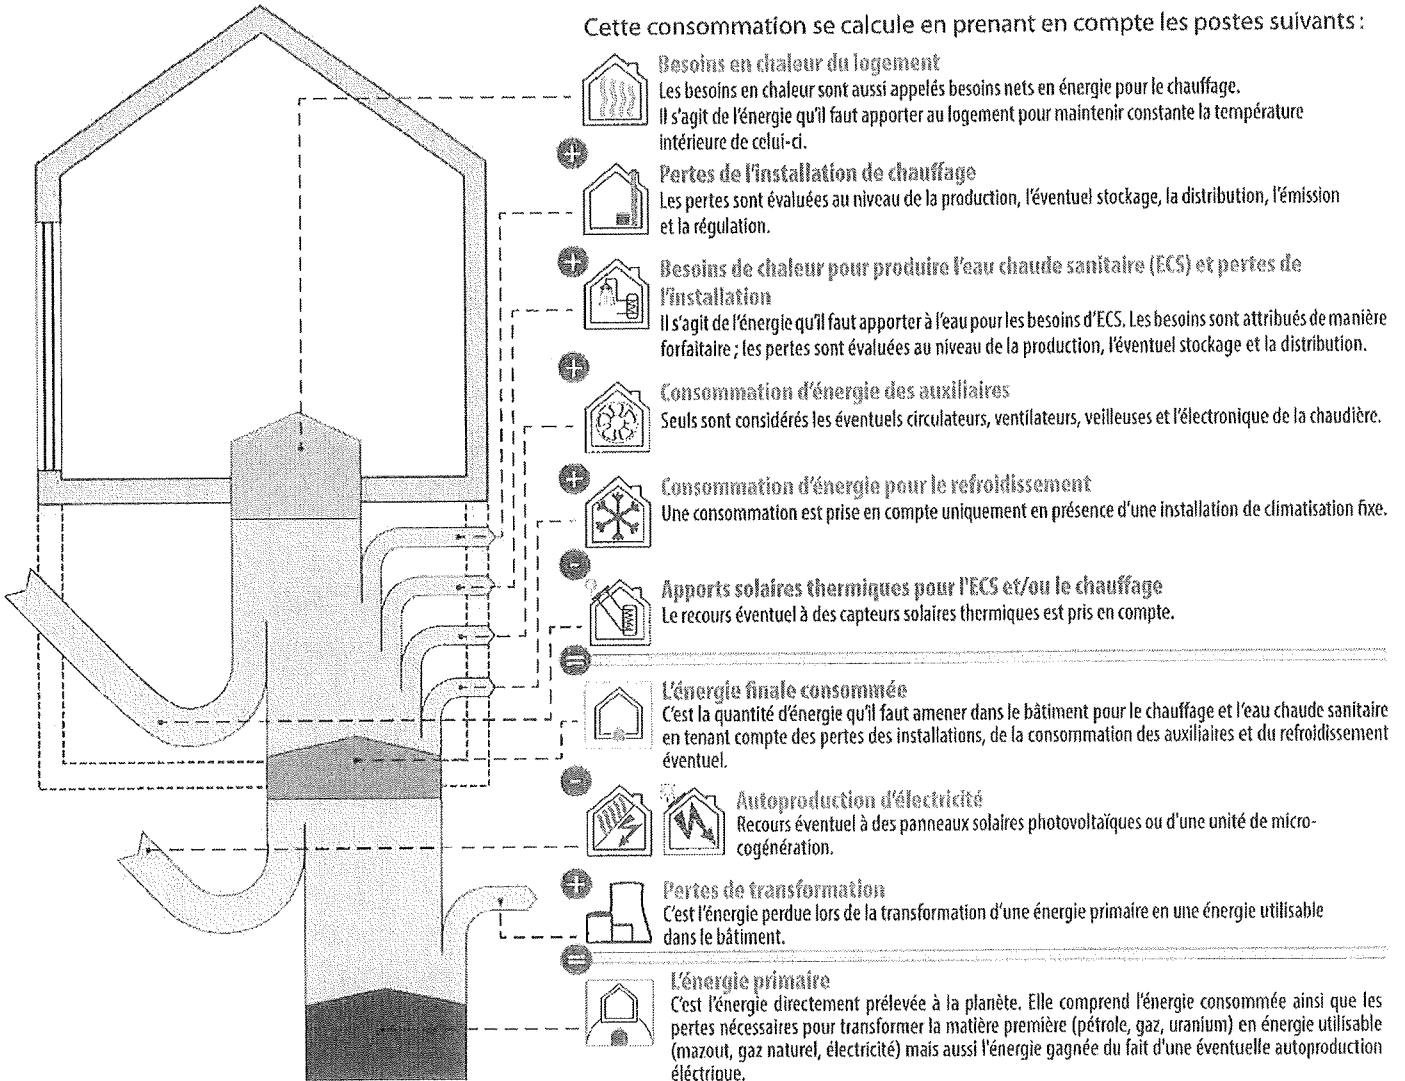 Cette consommation se calcule en prenant en compte les postes suivants :
Besoins en chaleur du logement
Les besoins en chaleur sont aussi appelés besoins nets en énergie pour le chauffage.
Il s'agit de l'énergie qu'il faut apporter au logement pour maintenir constante la température
intérieure de celui-ci.
+
Pertes de l'installation de chauffage
Les pertes sont évaluées au niveau de la production, l'éventuel stockage, la distribution, l'émission
et la régulation.
+
Besoins de chaleur pour produire l'eau chaude sanitaire (ECS) et pertes de
l'installation
Il s'agit de l'énergie qu'il faut apporter à l'eau pour les besoins d'ECS. Les besoins sont attribués de manière
forfaitaire ; les pertes sont évaluées au niveau de la production, l'éventuel stockage et la distribution.
+
Consommation d'énergie des auxiliaires
Seuls sont considérés les éventuels circulateurs, ventilateurs, veilleuses et l'électronique de la chaudière.
+
Consommation d'énergie pour le refroidissement
Une consommation est prise en compte uniquement en présence d'une installation de climatisation fixe.
-
Apports solaires thermiques pour l'ECS et/ou le chauffage
Le recours éventuel à des capteurs solaires thermiques est pris en compte.
=
L'énergie finale consommée
C'est la quantité d'énergie qu'il faut amener dans le bâtiment pour le chauffage et l'eau chaude sanitaire
en tenant compte des pertes des installations, de la consommation des auxiliaires et du refroidissement
éventuel.
-
Autoproduction d'électricité
Recours éventuel à des panneaux solaires photovoltaïques ou d'une unité de micro-
cogénération.
+
Pertes de transformation
C'est l'énergie perdue lors de la transformation d'une énergie primaire en une énergie utilisable
dans le bâtiment.
=
L'énergie primaire
C'est l'énergie directement prélevée à la planète. Elle comprend l'énergie consommée ainsi que les
pertes nécessaires pour transformer la matière première (pétrole, gaz, uranium) en énergie utilisable
(mazout, gaz naturel, électricité) mais aussi l'énergie gagnée du fait d'une éventuelle autoproduction
éléctrique.